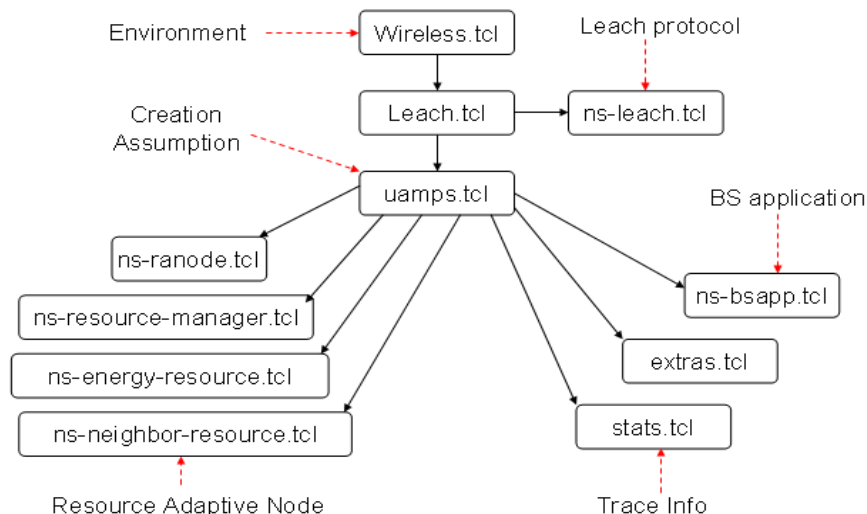 Environment
Wireless.tcl
Leach protocol
Creation
Assumption
Leach.tcl
ns-leach.tcl
uamps.tcl
BS application
ns-ranode.tcl
ns-bsapp.tcl
ns-resource-manager.tcl
extras.tcl
ns-energy-resource.tcl
stats.tcl
ns-neighbor-resource.tcl
Resource Adaptive Node
Trace Info